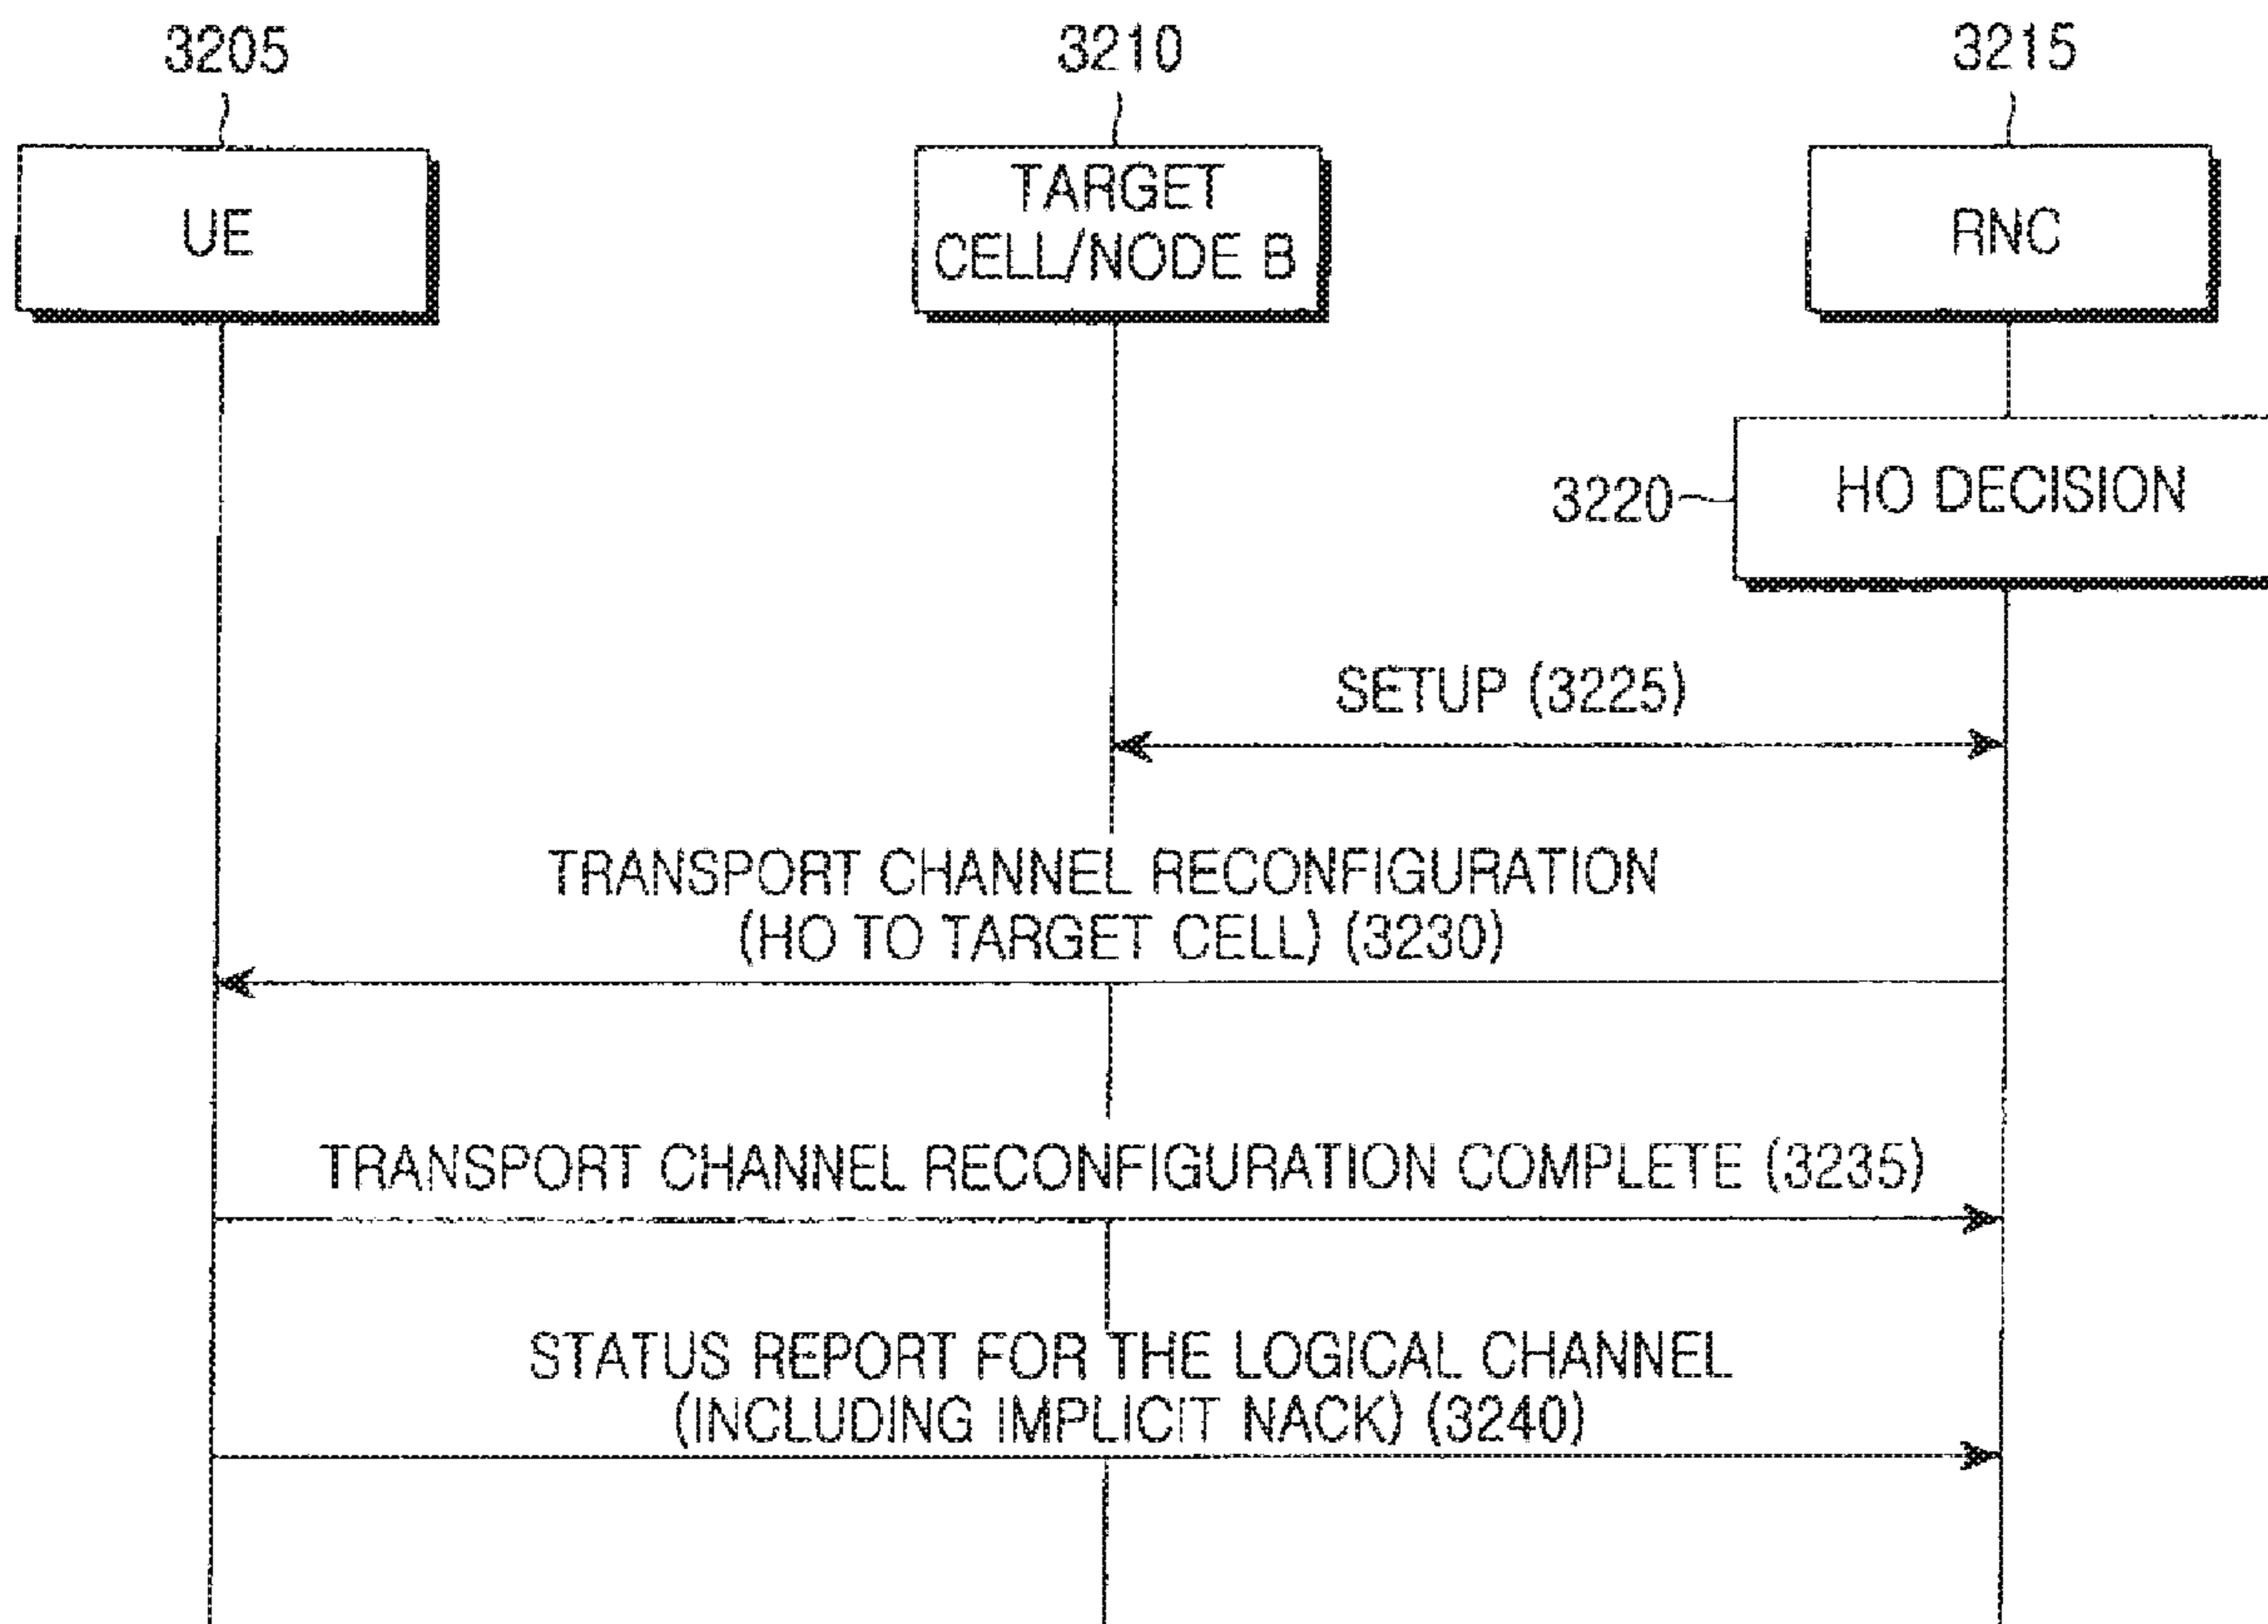 3205
3210
3215
UE
TARGET
CELL/NODE B
RNC
3220
HO DECISION
SETUP (3225)
TRANSPORT CHANNEL RECONFIGURATION
(HO TO TARGET CELL) (3230)
TRANSPORT CHANNEL RECONFIGURATION COMPLETE (3235)
STATUS REPORT FOR THE LOGICAL CHANNEL
(INCLUDING IMPLICIT NACK) (3240)